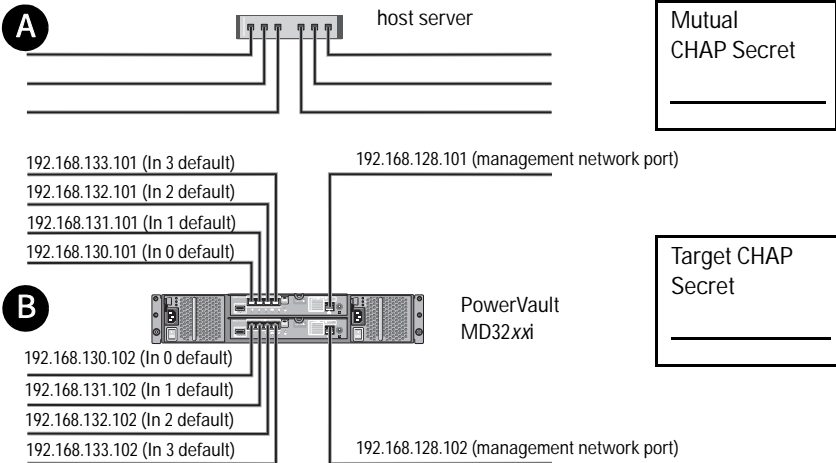 A
host server
Mutual
CHAP Secret
192.168.133.101 (In 3 default)
192.168.128.101 (management network port)
192.168.132.101 (In 2 default)
192.168.131.101 (In 1 default)
192.168.130.101 (In 0 default)
Target CHAP
Secret
B
PowerVault
MD32xxi
192.168.130.102 (In 0 default)
192.168.131.102 (In 1 default)
192.168.132.102 (In 2 default)
192.168.133.102 (In 3 default)
192.168.128.102 (management network port)